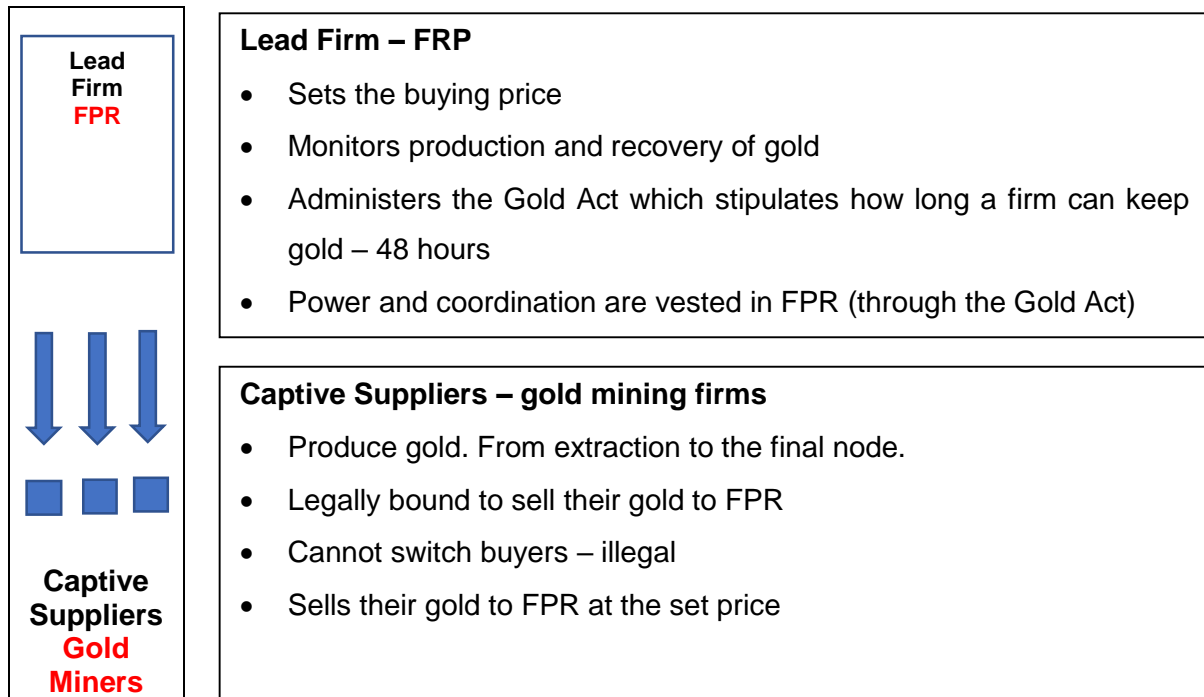 Lead
Firm
FPR
Captive
Suppliers
Gold
Miners
Lead Firm – FRP
• Sets the buying price
• Monitors production and recovery of gold
• Administers the Gold Act which stipulates how long a firm can keep
gold – 48 hours
• Power and coordination are vested in FPR (through the Gold Act)
Captive Suppliers – gold mining firms
• Produce gold. From extraction to the final node.
• Legally bound to sell their gold to FPR
• Cannot switch buyers – illegal
• Sells their gold to FPR at the set price